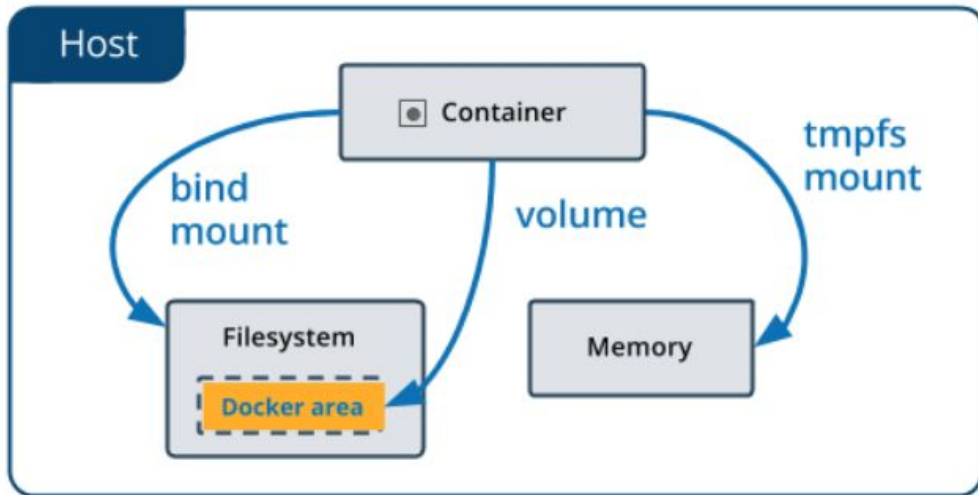 Host
Container
bind
mount
volume
tmpfs
mount
Filesystem
Docker area
Memory